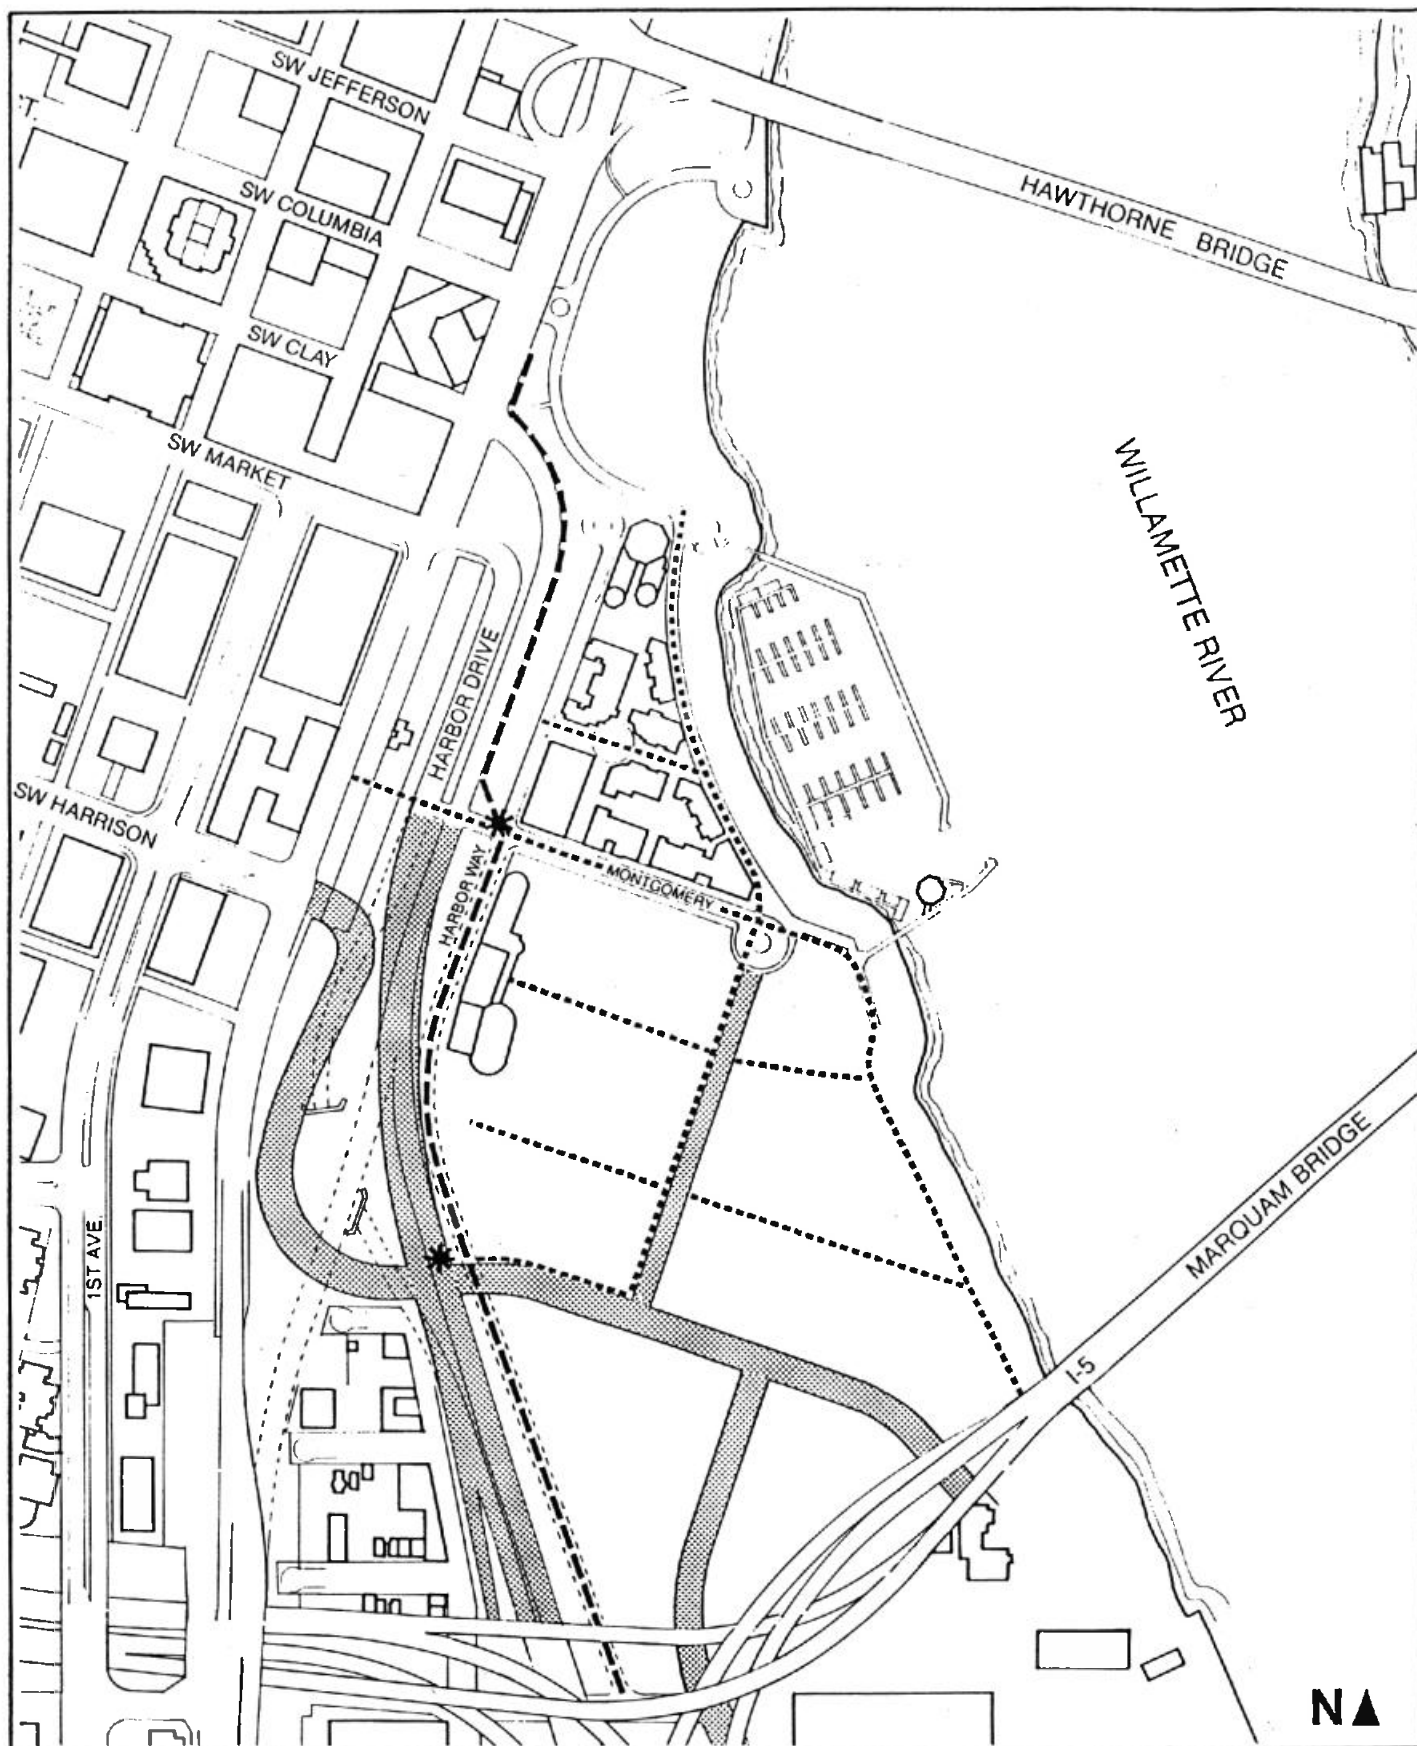 SW JEFFERSON
ST.
SW COLUMBIA
HAWTHORNE BRIDGE
SW CLAY
SW MARKET
WILLAMETTE RIVER
HARBOR DRIVE
SW HARRISON
HARBOR WAY
MONTGOMERY
MARQUAM BRIDGE
1ST AVE.
I-5
N